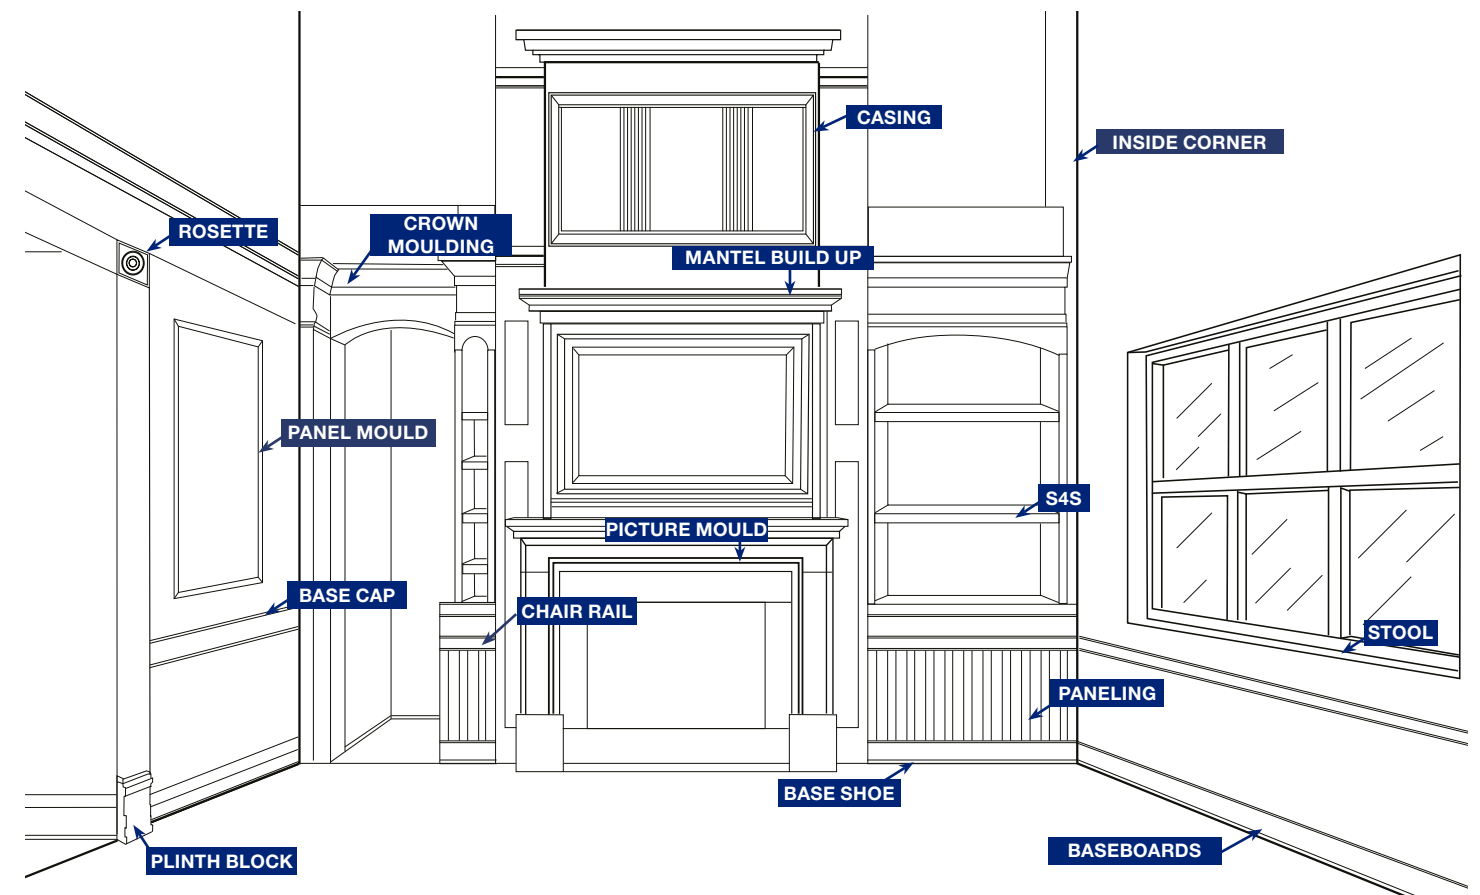 CASING
INSIDE CORNER
ROSETTE
CROWN
MOULDING
MANTEL BUILD UP
PANEL MOULD
S4S
PICTURE MOULD
BASE CAP
CHAIR RAIL
STOOL
PANELING
BASE SHOE
BASEBOARDS
PLINTH BLOCK